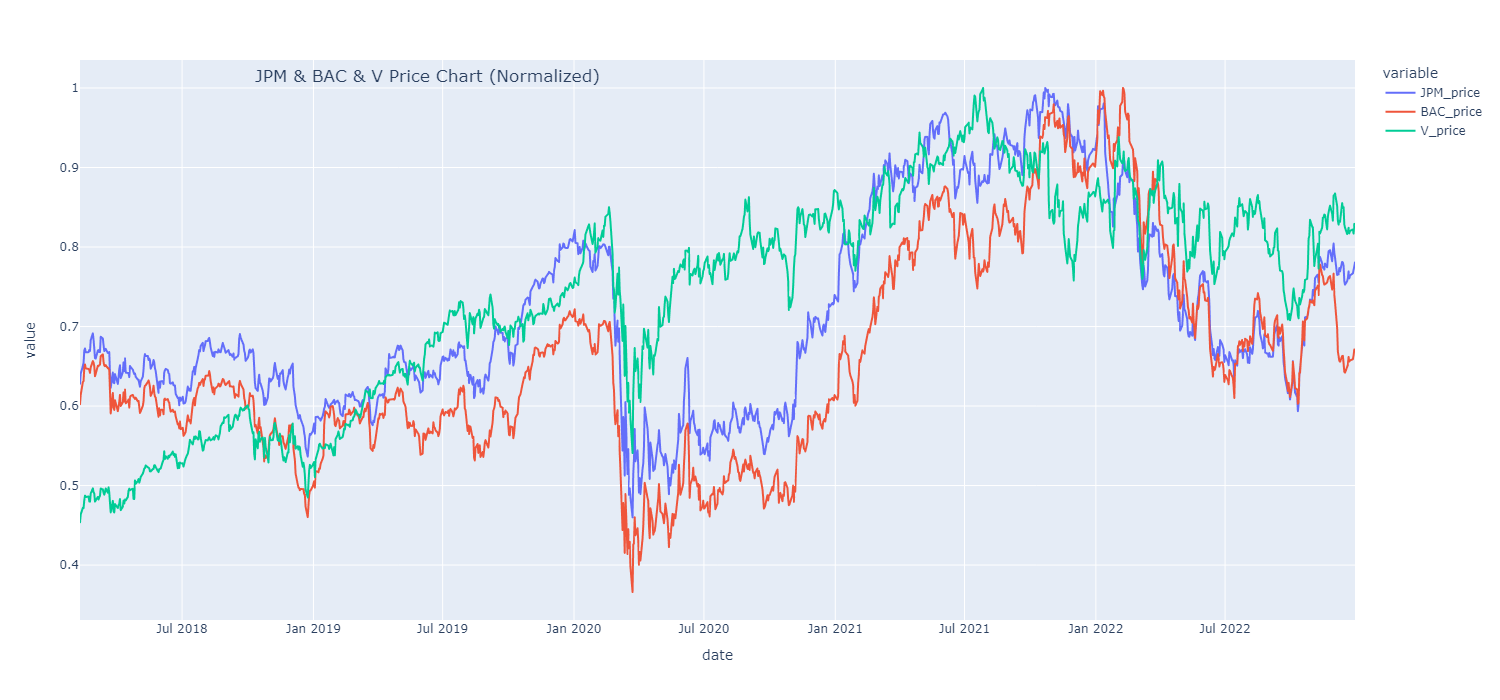 JPM & BAC & V Price Chart (Normalized)
variable
JPM_price
BAC_price
V_price
value
1
0.9
0.8
0.7
0.6
0.5
0.4
Jul 2018
Jan 2019
Jul 2019
Jan 2020
Jul 2020
Jan 2021
Jul 2021
Jan 2022
Jul 2022
date